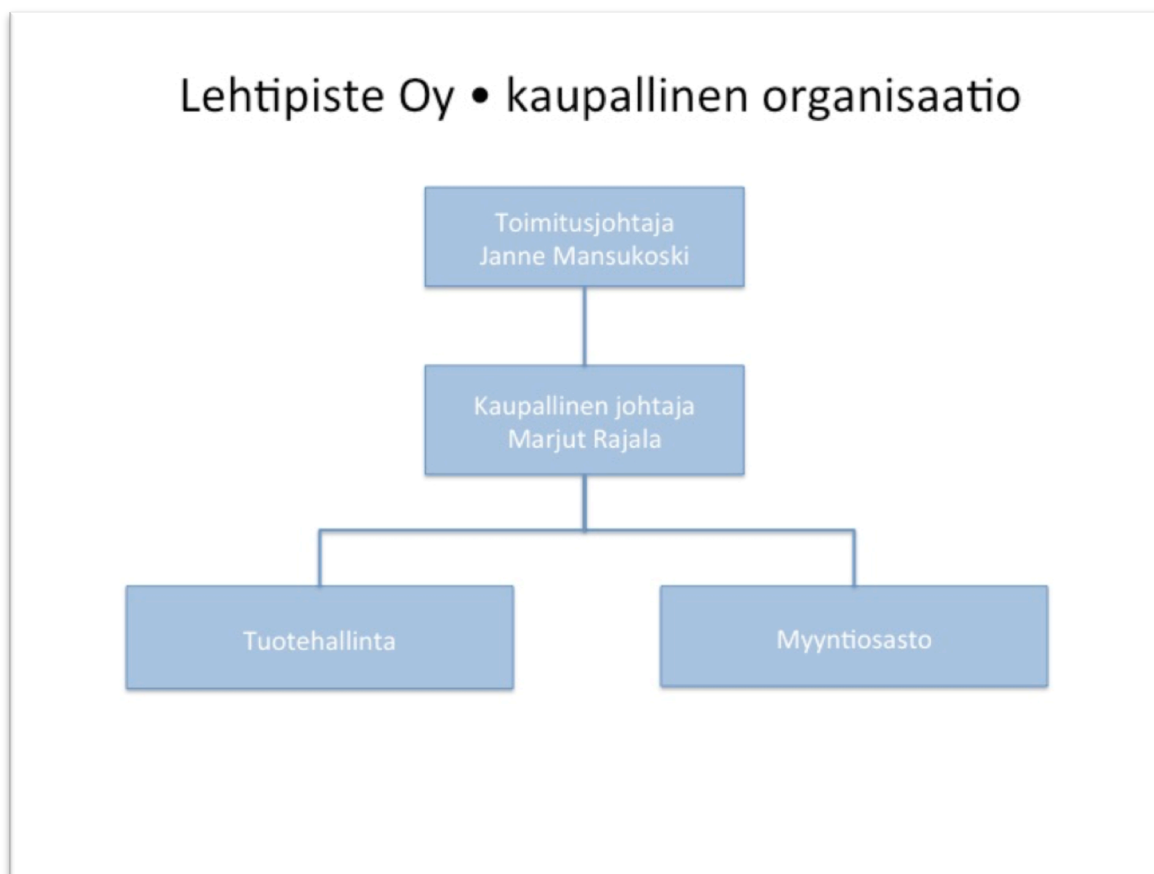 Lehtipiste Oy • kaupallinen organisaatio
Toimitusjohtaja
Janne Mansukoski
Kaupallinen johtaja
Marjut Rajala
Tuotehallinta
Myyntiosasto